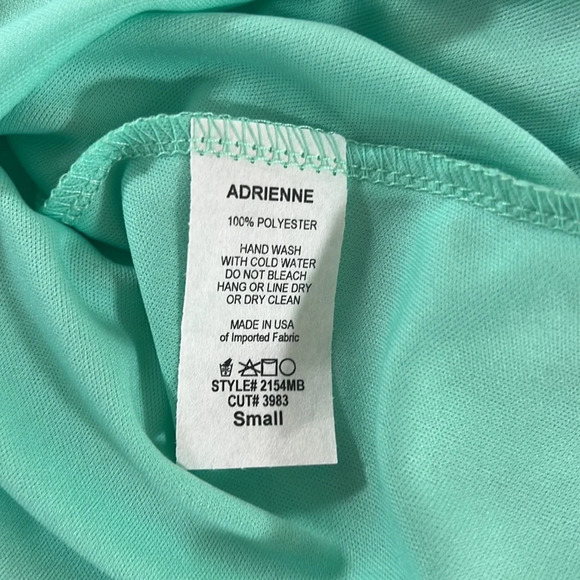 ADRIENNE
100% POLYESTER
HAND WASH
WITH COLD WATER
DO NOT BLEACH
HANG OR LINE DRY
OR DRY CLEAN
MADE IN USA
of Imported Fabric
STYLE# 2154MB
CUT# 3983
Small